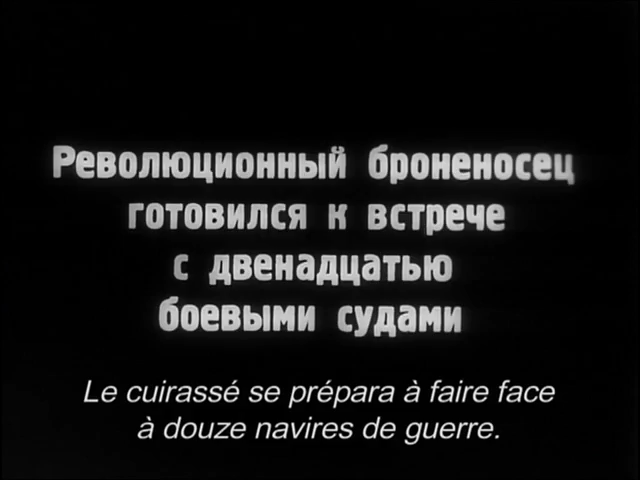 Революционный броненосец
готовился к встрече
с двенадцатью
боевыми судами
Le cuirassé se prépara à faire face
à douze navires de guerre.